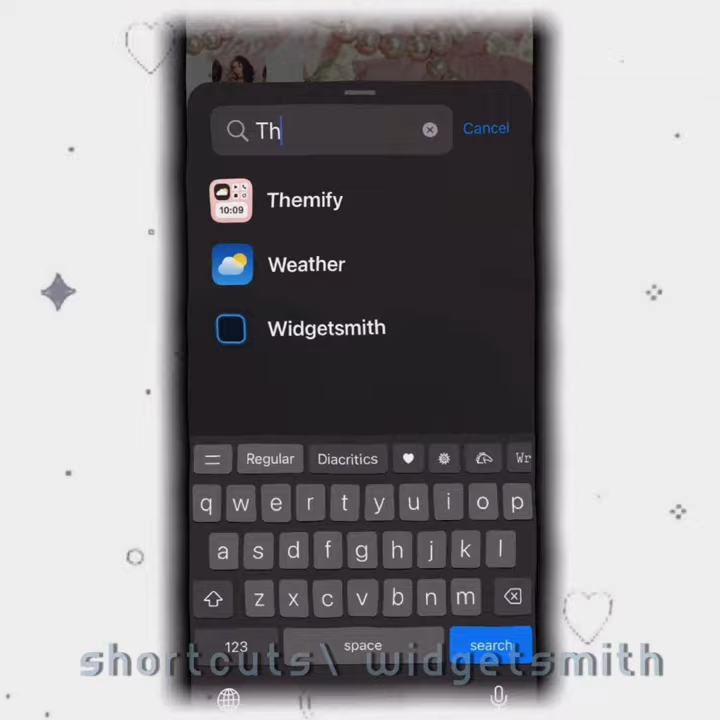 Th
Cancel
10:09
Themify
Weather
Widgetsmith
Regular Diacritics Wr
q w e r t y u i o p
a s d f g h j k l
z x c v b n m
123 space search
shortcuts\ widgetsmith